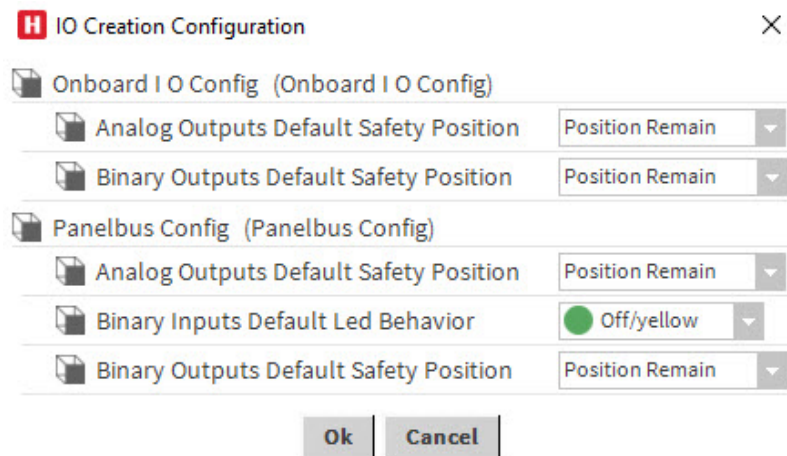 H IO Creation Configuration
Onboard I O Config (Onboard I O Config)
Analog Outputs Default Safety Position Position Remain
Binary Outputs Default Safety Position Position Remain
Panelbus Config (Panelbus Config)
Analog Outputs Default Safety Position Position Remain
Binary Inputs Default Led Behavior Off/yellow
Binary Outputs Default Safety Position Position Remain
Ok Cancel